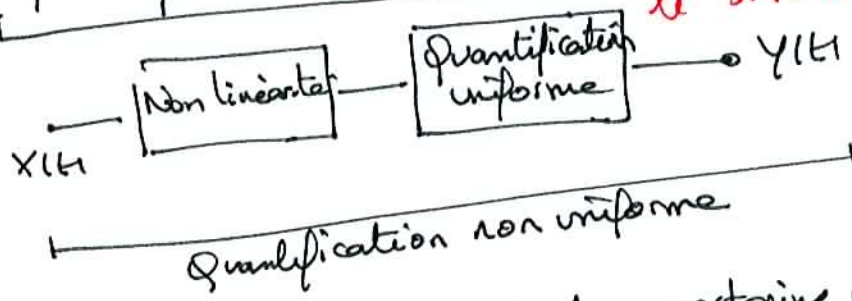 Non linéarité
Quantification
uniforme
Y(t)
X(t)
Quantification non uniforme